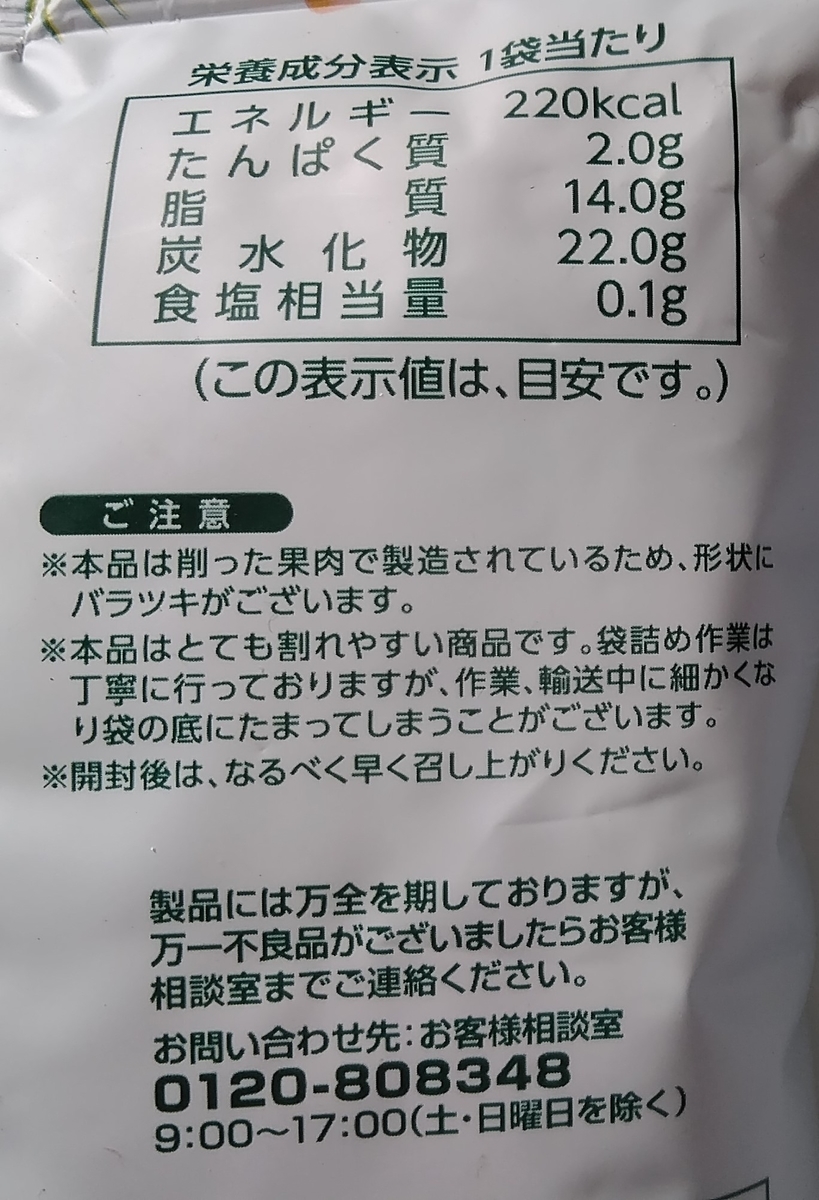 栄養成分表示 1袋当たり
エネルギー 220kcal
たんぱく質 2.0g
脂質 14.0g
炭水化物 22.0g
食塩相当量 0.1g
(この表示値は、目安です。)
ご注意
※本品は削った果肉で製造されているため、形状に
バラツキがございます。
※本品はとても割れやすい商品です。袋詰め作業は
丁寧に行っておりますが、作業、輸送中に細かくな
り袋の底にたまってしまうことがございます。
※開封後は、なるべく早く召し上がりください。
製品には万全を期しておりますが、
万一不良品がございましたらお客様
相談室までご連絡ください。
お問い合わせ先:お客様相談室
0120-808348
9:00〜17:00(土・日曜日を除く)